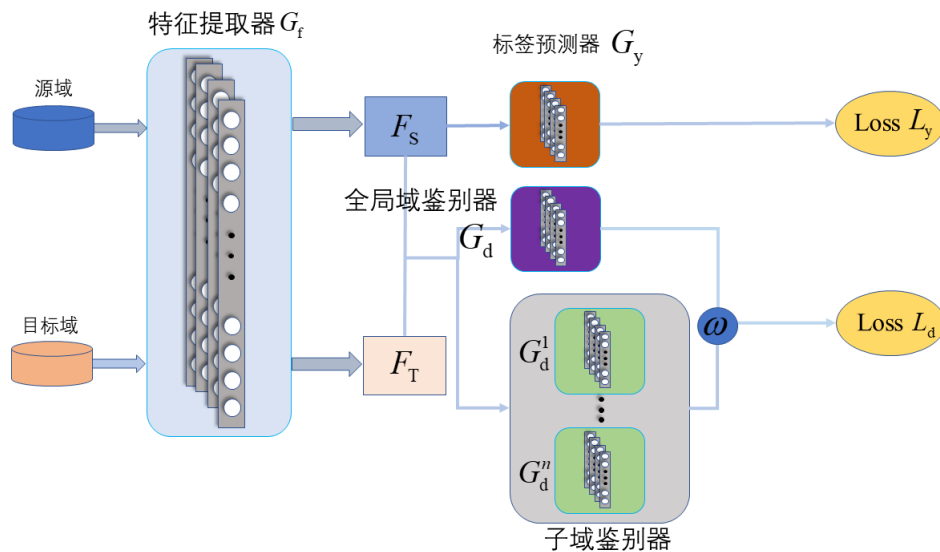 特征提取器 G_f
标签预测器 G_y
源域
F_S
Loss L_y
全局域鉴别器
G_d
目标域
F_T
ω
Loss L_d
G_d^1
G_d^n
子域鉴别器